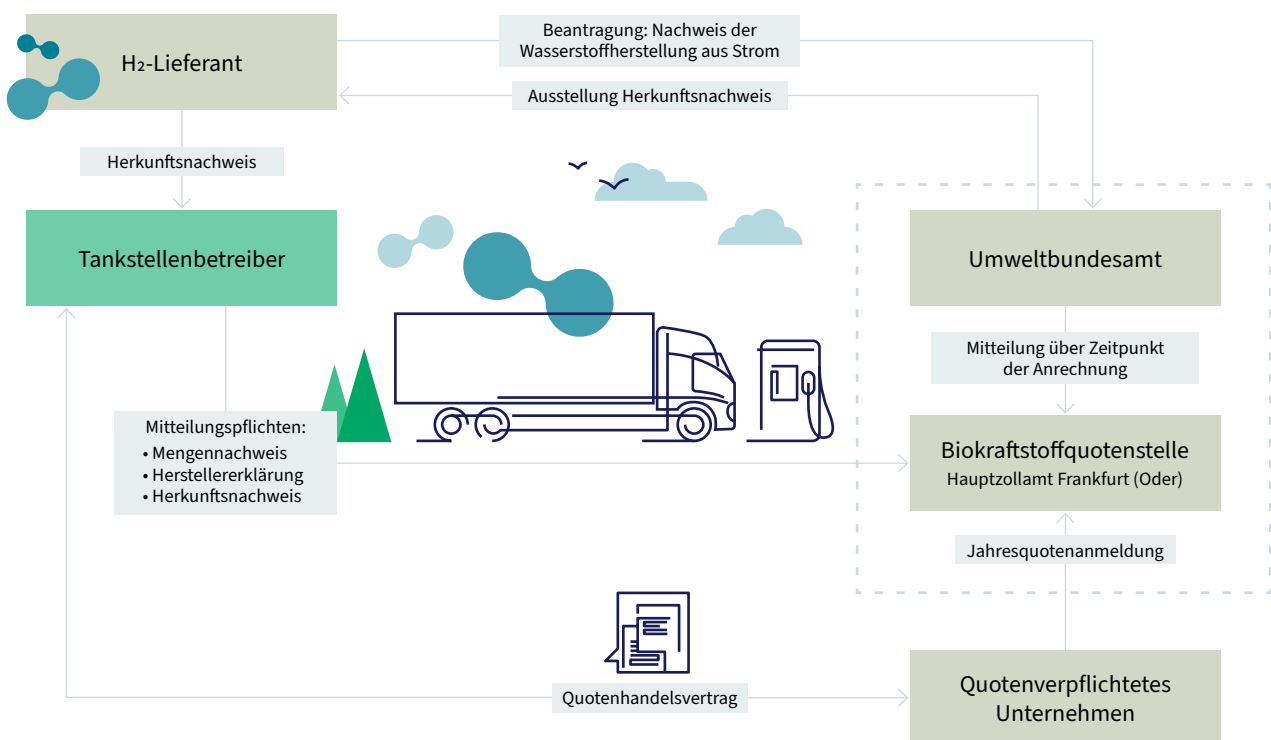 Beantragung: Nachweis der
Wasserstoffherstellung aus Strom
H₂-Lieferant
Ausstellung Herkunftsnachweis
Herkunftsnachweis
Tankstellenbetreiber
Umweltbundesamt
Mitteilung über Zeitpunkt
der Anrechnung
Mitteilungspflichten:
• Mengennachweis
• Herstellererklärung
• Herkunftsnachweis
Biokraftstoffquotenstelle
Hauptzollamt Frankfurt (Oder)
Jahresquotenanmeldung
Quotenhandelsvertrag
Quotenverpflichtetes
Unternehmen